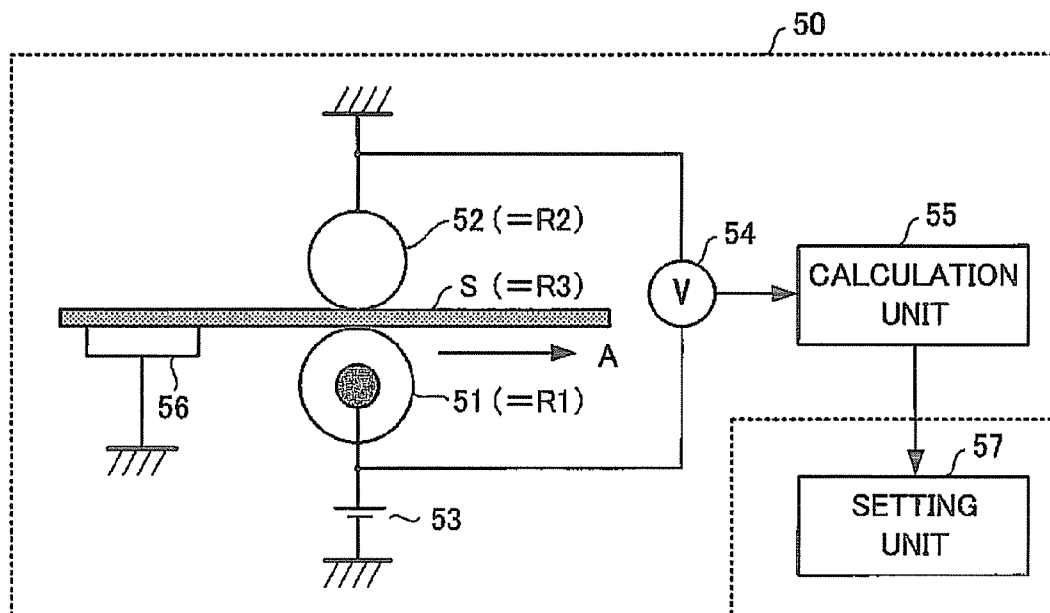 50
52 (=R2)
S (=R3)
54
V
55
CALCULATION
UNIT
A
56
51 (=R1)
53
57
SETTING
UNIT